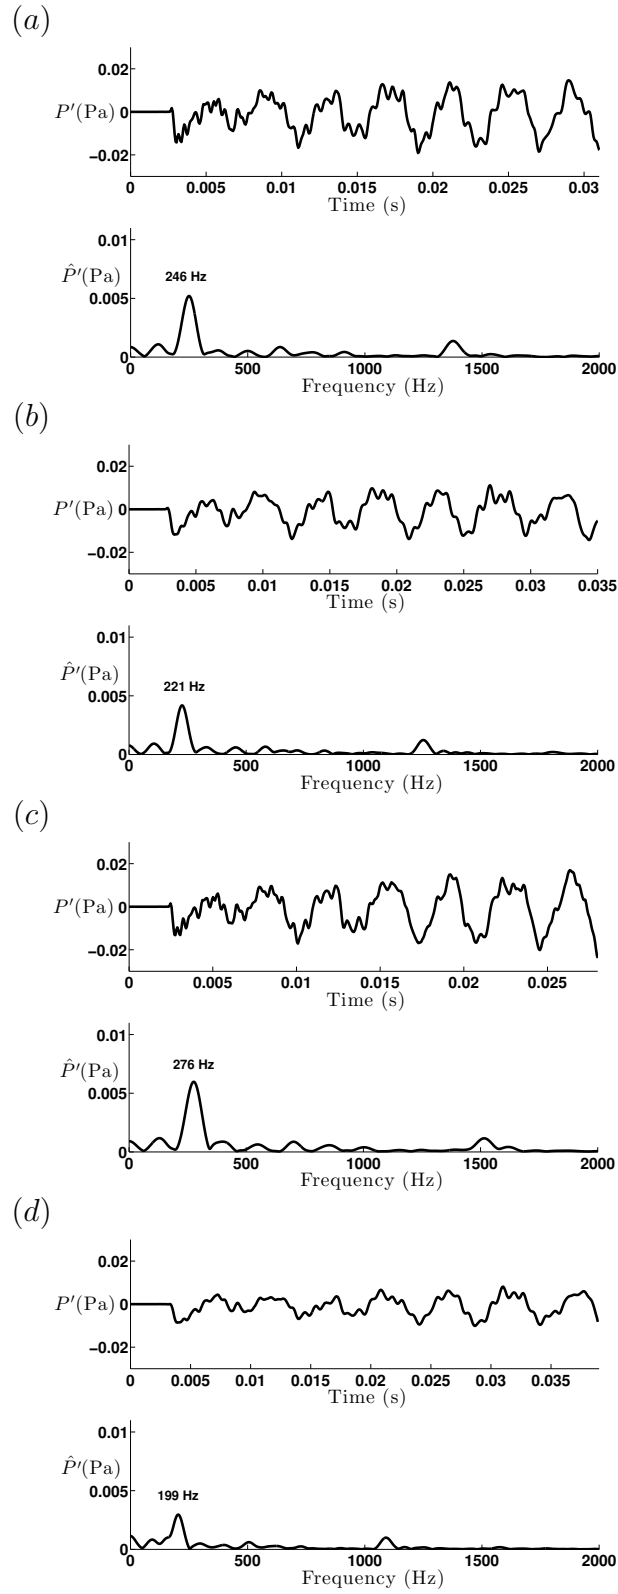 (a)
0.02
P′(Pa) 0
−0.02
0 0.005 0.01 0.015 0.02 0.025 0.03
Time (s)
0.01
P̂′(Pa) 246 Hz
0.005
0
0 500 1000 1500 2000
Frequency (Hz)
(b)
0.02
P′(Pa) 0
−0.02
0 0.005 0.01 0.015 0.02 0.025 0.03 0.035
Time (s)
0.01
P̂′(Pa)
0.005 221 Hz
0
0 500 1000 1500 2000
Frequency (Hz)
(c)
0.02
P′(Pa) 0
−0.02
0 0.005 0.01 0.015 0.02 0.025
Time (s)
0.01
P̂′(Pa) 276 Hz
0.005
0
0 500 1000 1500 2000
Frequency (Hz)
(d)
0.02
P′(Pa) 0
−0.02
0 0.005 0.01 0.015 0.02 0.025 0.03 0.035
Time (s)
0.01
P̂′(Pa)
0.005 199 Hz
0
0 500 1000 1500 2000
Frequency (Hz)